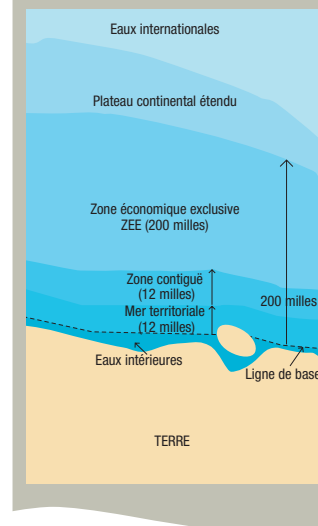 Eaux internationales
Plateau continental étendu
Zone économique exclusive
ZEE (200 milles)
Zone contiguë
(12 milles)
200 milles
Mer territoriale
(12 milles)
Eaux intérieures
Ligne de base
TERRE